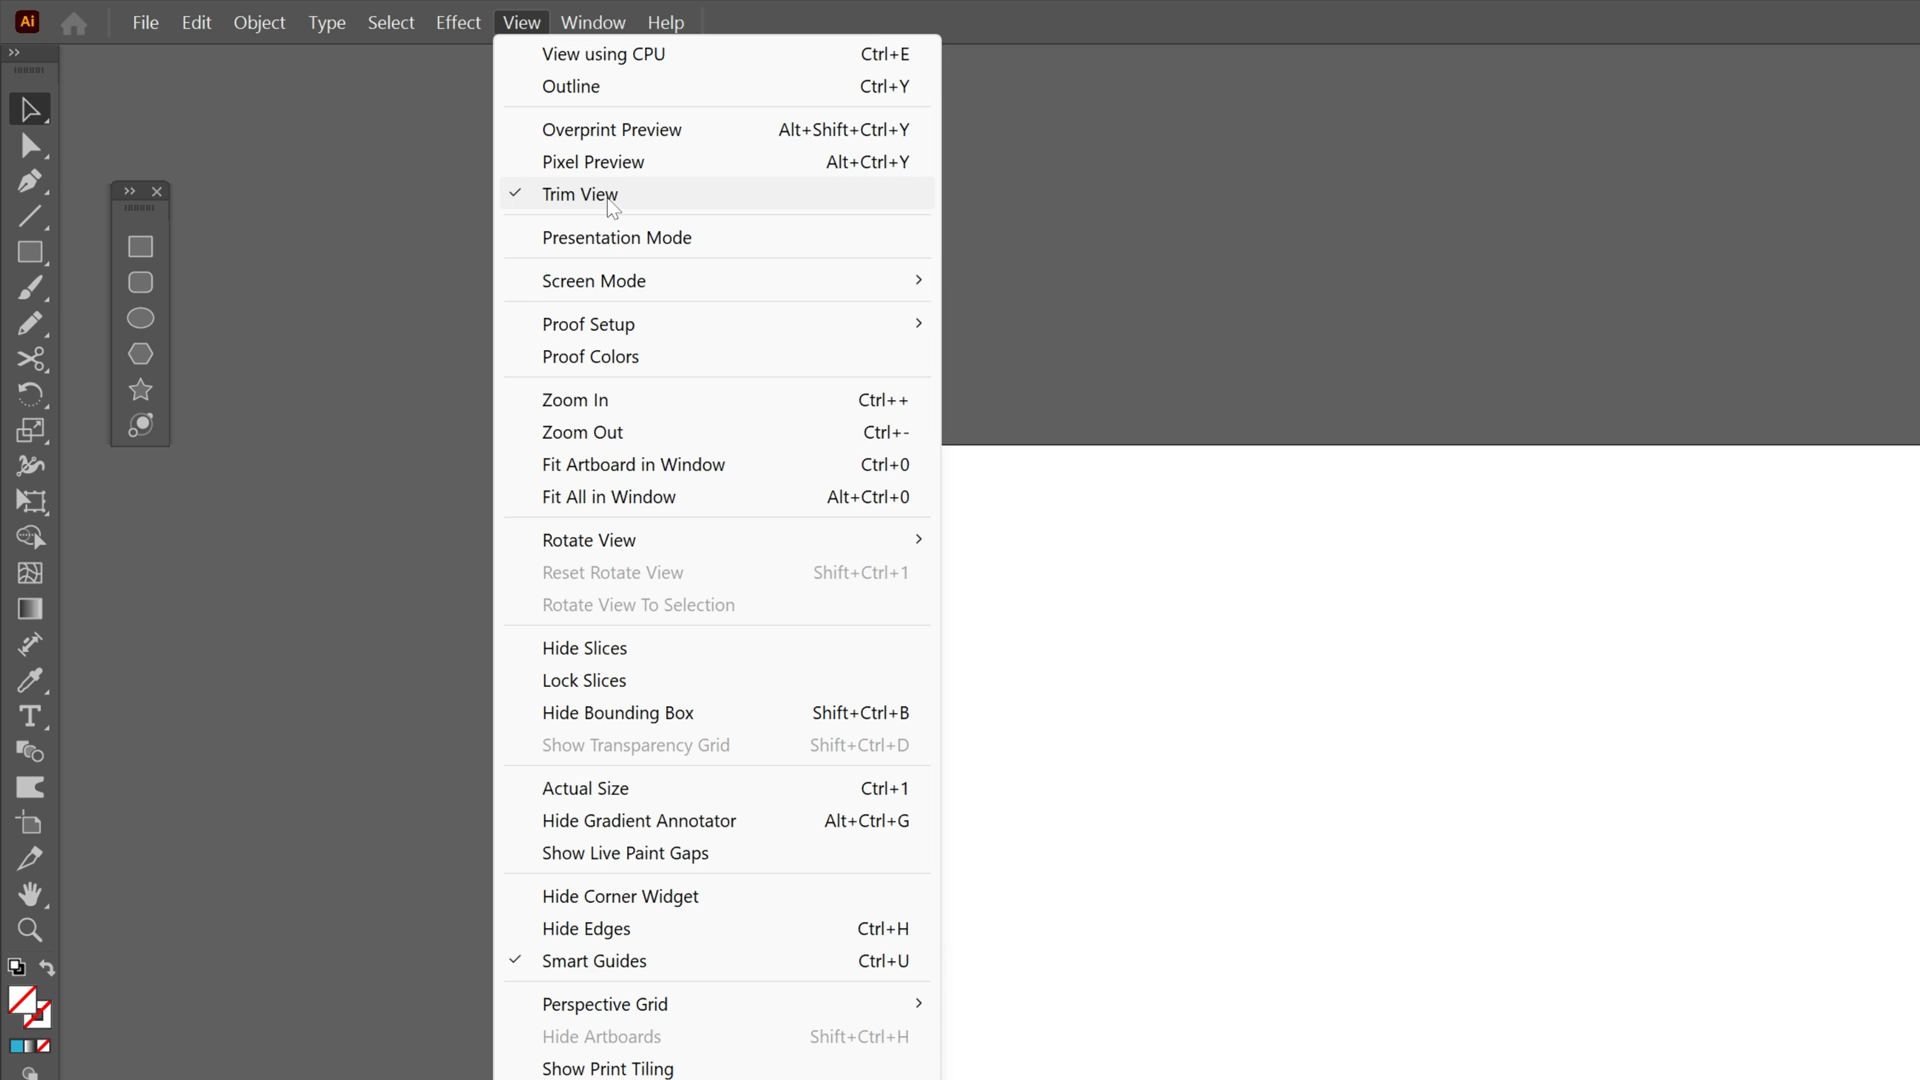 Ai File Edit Object Type Select Effect View Window Help
View using CPU Ctrl+E
Outline Ctrl+Y
Overprint Preview Alt+Shift+Ctrl+Y
Pixel Preview Alt+Ctrl+Y
Trim View
Presentation Mode
Screen Mode
Proof Setup
Proof Colors
Zoom In Ctrl++
Zoom Out Ctrl+-
Fit Artboard in Window Ctrl+0
Fit All in Window Alt+Ctrl+0
Rotate View
Reset Rotate View Shift+Ctrl+1
Rotate View To Selection
Hide Slices
Lock Slices
Hide Bounding Box Shift+Ctrl+B
Show Transparency Grid Shift+Ctrl+D
Actual Size Ctrl+1
Hide Gradient Annotator Alt+Ctrl+G
Show Live Paint Gaps
Hide Corner Widget
Hide Edges Ctrl+H
Smart Guides Ctrl+U
Perspective Grid
Hide Artboards Shift+Ctrl+H
Show Print Tiling